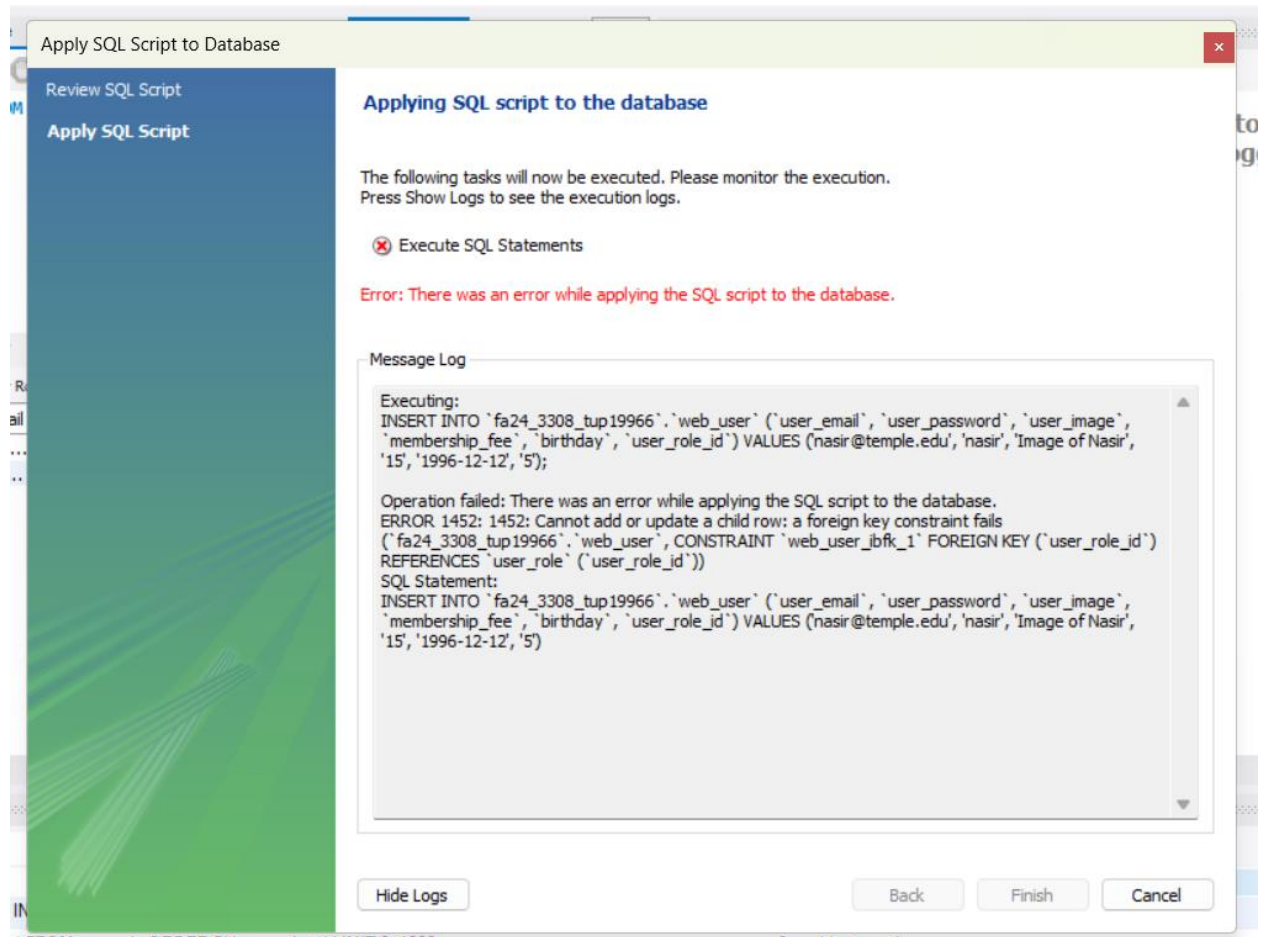 Apply SQL Script to Database
Review SQL Script
Apply SQL Script
Applying SQL script to the database
The following tasks will now be executed. Please monitor the execution.
Press Show Logs to see the execution logs.
Execute SQL Statements
Error: There was an error while applying the SQL script to the database.
Message Log
Executing:
INSERT INTO `fa24_3308_tup19966`.`web_user` (`user_email`, `user_password`, `user_image`,
`membership_fee`, `birthday`, `user_role_id`) VALUES ('nasir@temple.edu', 'nasir', 'Image of Nasir',
'15', '1996-12-12', '5');
Operation failed: There was an error while applying the SQL script to the database.
ERROR 1452: 1452: Cannot add or update a child row: a foreign key constraint fails
(`fa24_3308_tup19966`.`web_user`, CONSTRAINT `web_user_ibfk_1` FOREIGN KEY (`user_role_id`)
REFERENCES `user_role` (`user_role_id`))
SQL Statement:
INSERT INTO `fa24_3308_tup19966`.`web_user` (`user_email`, `user_password`, `user_image`,
`membership_fee`, `birthday`, `user_role_id`) VALUES ('nasir@temple.edu', 'nasir', 'Image of Nasir',
'15', '1996-12-12', '5')
Hide Logs
Back
Finish
Cancel